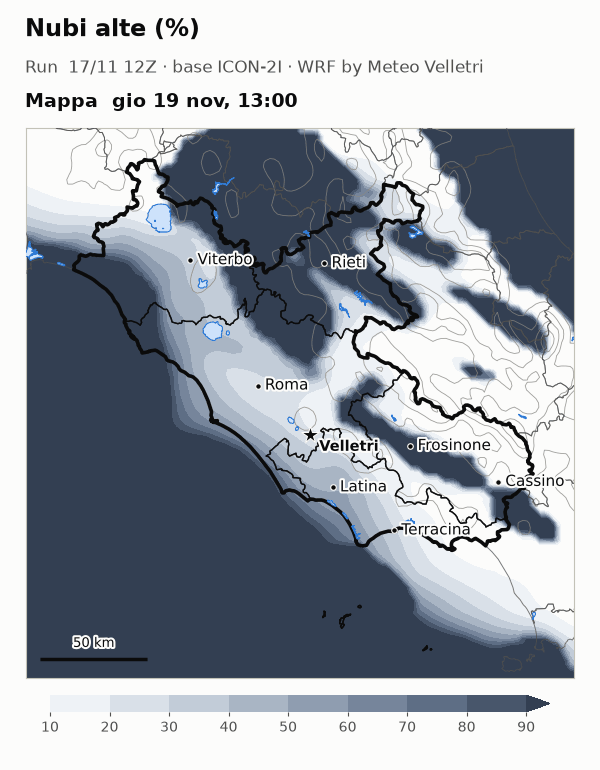 Nubi alte (%)
Run  17/11 12Z · base ICON-2I · WRF by Meteo Velletri
Mappa  gio 19 nov, 13:00
Viterbo
Rieti
Roma
Velletri
Frosinone
Cassino
Latina
Terracina
50 km
10 20 30 40 50 60 70 80 90